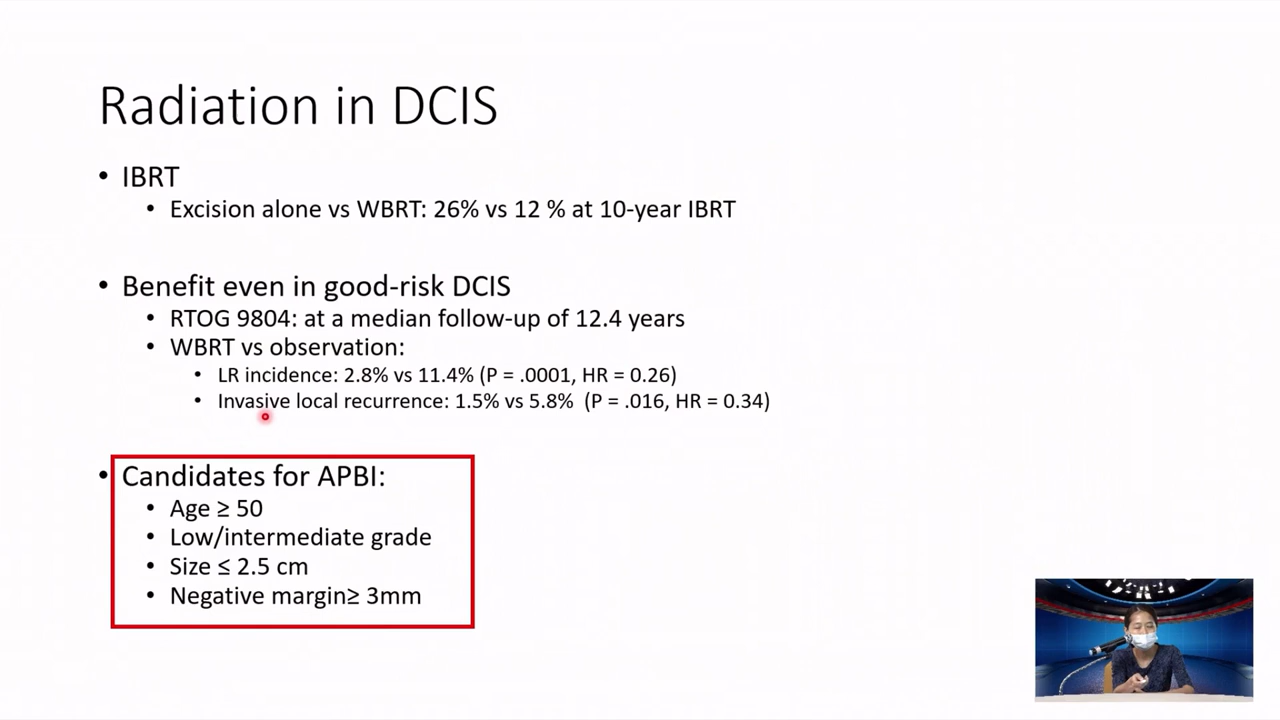 Radiation in DCIS
• IBRT
• Excision alone vs WBRT: 26% vs 12 % at 10-year IBRT
• Benefit even in good-risk DCIS
• RTOG 9804: at a median follow-up of 12.4 years
• WBRT vs observation:
• LR incidence: 2.8% vs 11.4% (P = .0001, HR = 0.26)
• Invasive local recurrence: 1.5% vs 5.8%  (P = .016, HR = 0.34)
• Candidates for APBI:
• Age ≥ 50
• Low/intermediate grade
• Size ≤ 2.5 cm
• Negative margin≥ 3mm